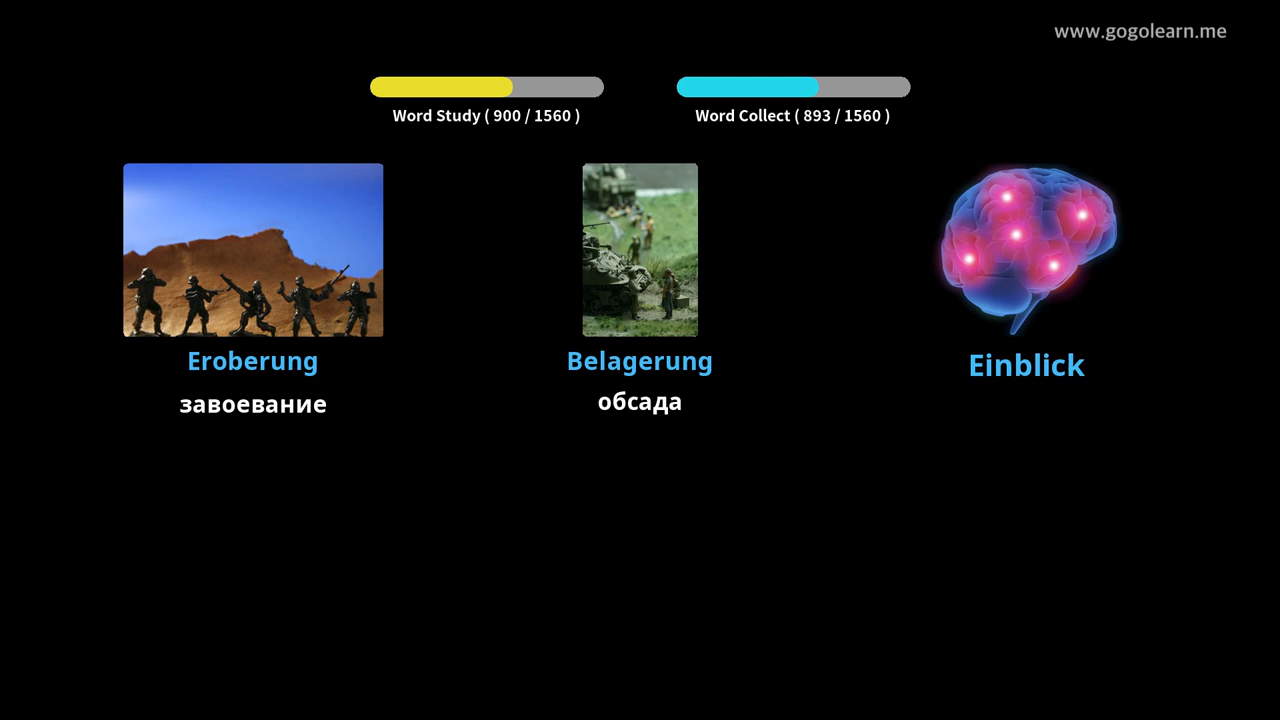 www.gogolearn.me
Word Study ( 900 / 1560 )
Word Collect ( 893 / 1560 )
Eroberung
завоевание
Belagerung
обсада
Einblick